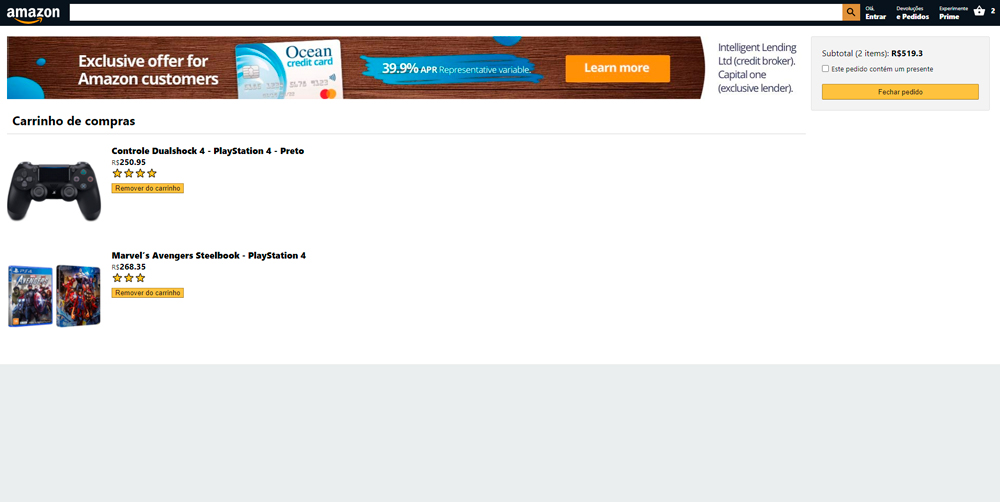 amazon
Olá, Entrar
Devoluções e Pedidos
Experimente Prime
2
Exclusive offer for
Amazon customers
Ocean
credit card
39.9% APR Representative variable.
Learn more
Intelligent Lending
Ltd (credit broker).
Capital one
(exclusive lender).
Subtotal (2 items): R$519.3
Este pedido contém um presente
Fechar pedido
Carrinho de compras
Controle Dualshock 4 - PlayStation 4 - Preto
R$250.95
Remover do carrinho
Marvel's Avengers Steelbook - PlayStation 4
R$268.35
Remover do carrinho